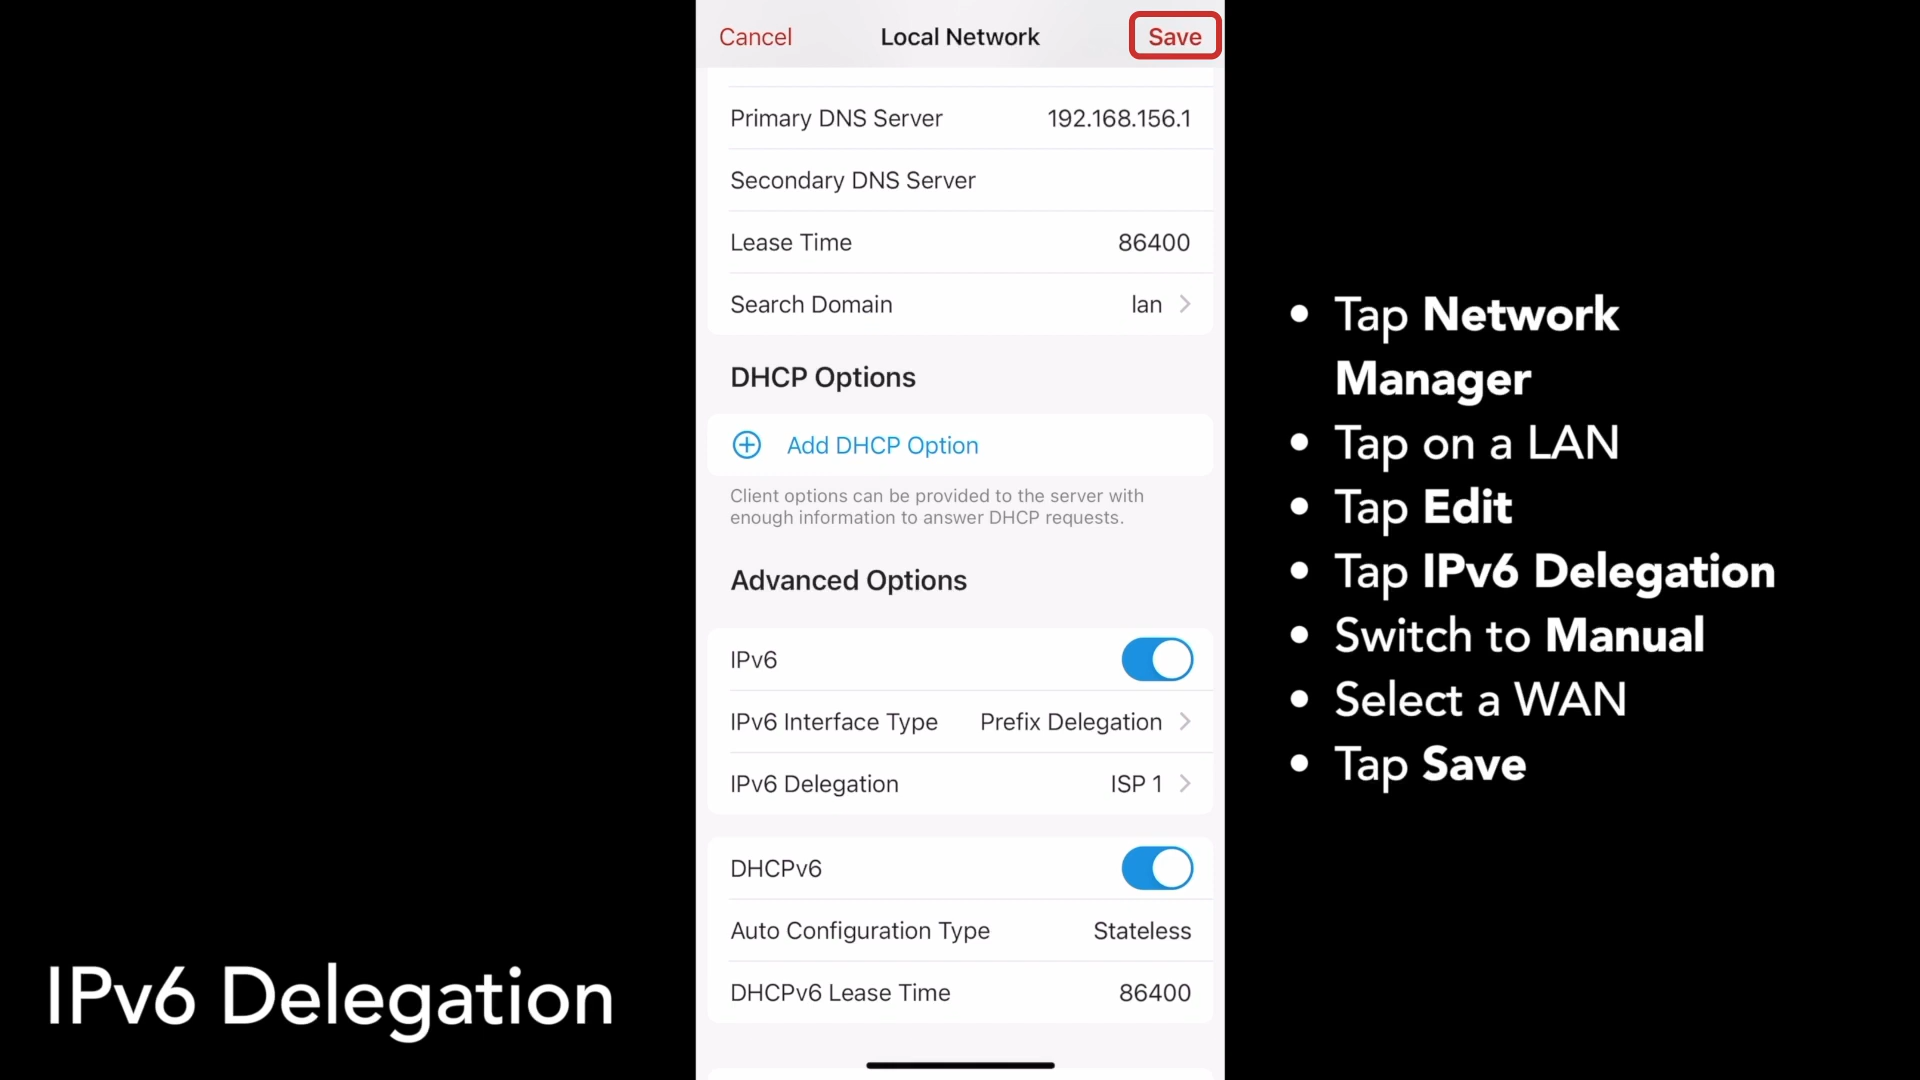 Cancel
Local Network
Save
Primary DNS Server 192.168.156.1
Secondary DNS Server
Lease Time 86400
Search Domain lan
DHCP Options
Add DHCP Option
Client options can be provided to the server with
enough information to answer DHCP requests.
Advanced Options
IPv6
IPv6 Interface Type Prefix Delegation
IPv6 Delegation ISP 1
DHCPv6
Auto Configuration Type Stateless
DHCPv6 Lease Time 86400
• Tap Network
Manager
• Tap on a LAN
• Tap Edit
• Tap IPv6 Delegation
• Switch to Manual
• Select a WAN
• Tap Save
IPv6 Delegation